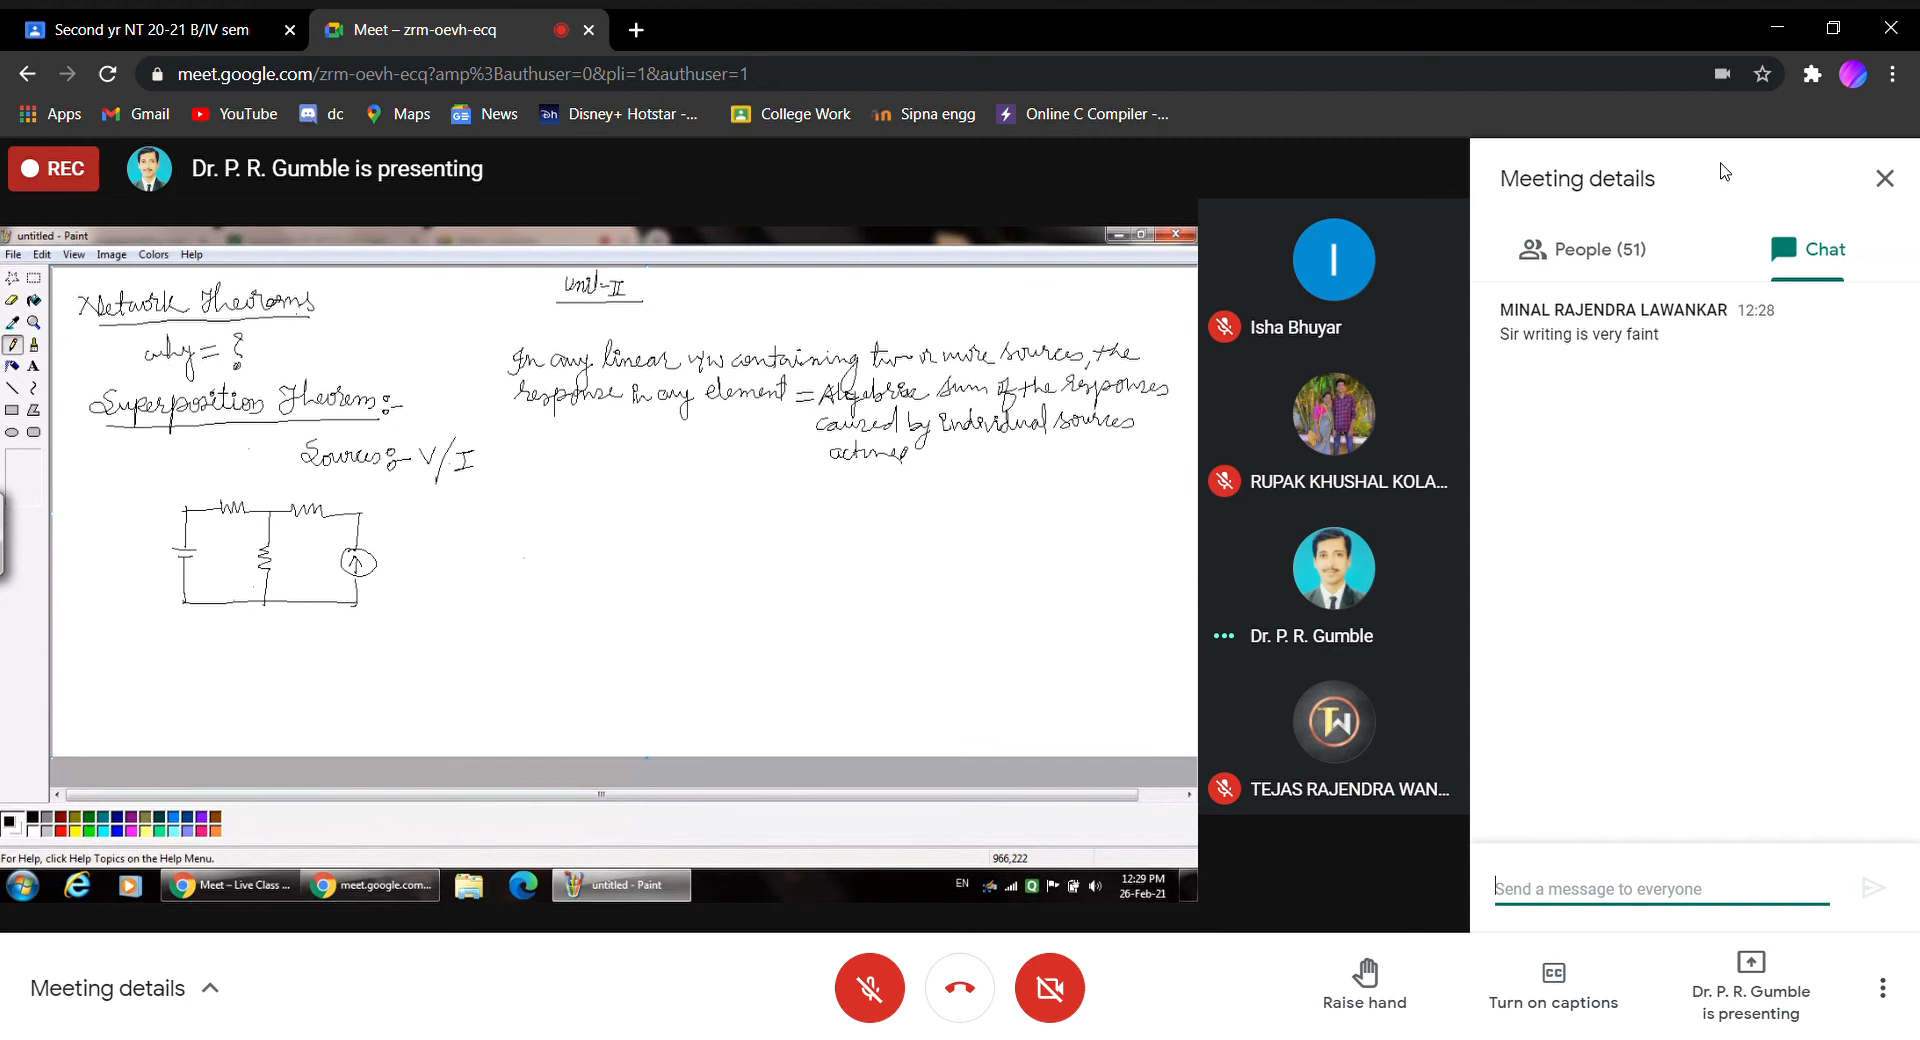 Second yr NT 20-21 B/IV sem
Meet – zrm-oevh-ecq
meet.google.com/zrm-oevh-ecq?amp%3Bauthuser=0&pli=1&authuser=1
Apps Gmail YouTube dc Maps News Disney+ Hotstar -... College Work Sipna engg Online C Compiler -...
REC
Dr. P. R. Gumble is presenting
untitled - Paint
File Edit View Image Colors Help
Unit-II
Network Theorems
why = ?
Superposition Theorem:-
Sources:- V/I
In any linear n/w containing two or more sources, the
response in any element = Algebraic sum of the responses
caused by individual sources
acting
For Help, click Help Topics on the Help Menu.
966,222
Meet – Live Class ...
meet.google.com...
untitled - Paint
EN
12:29 PM
26-Feb-21
I
Isha Bhuyar
RUPAK KHUSHAL KOLA...
Dr. P. R. Gumble
TW
TEJAS RAJENDRA WAN...
Meeting details
People (51)
Chat
MINAL RAJENDRA LAWANKAR 12:28
Sir writing is very faint
Send a message to everyone
Meeting details
Raise hand
Turn on captions
Dr. P. R. Gumble
is presenting